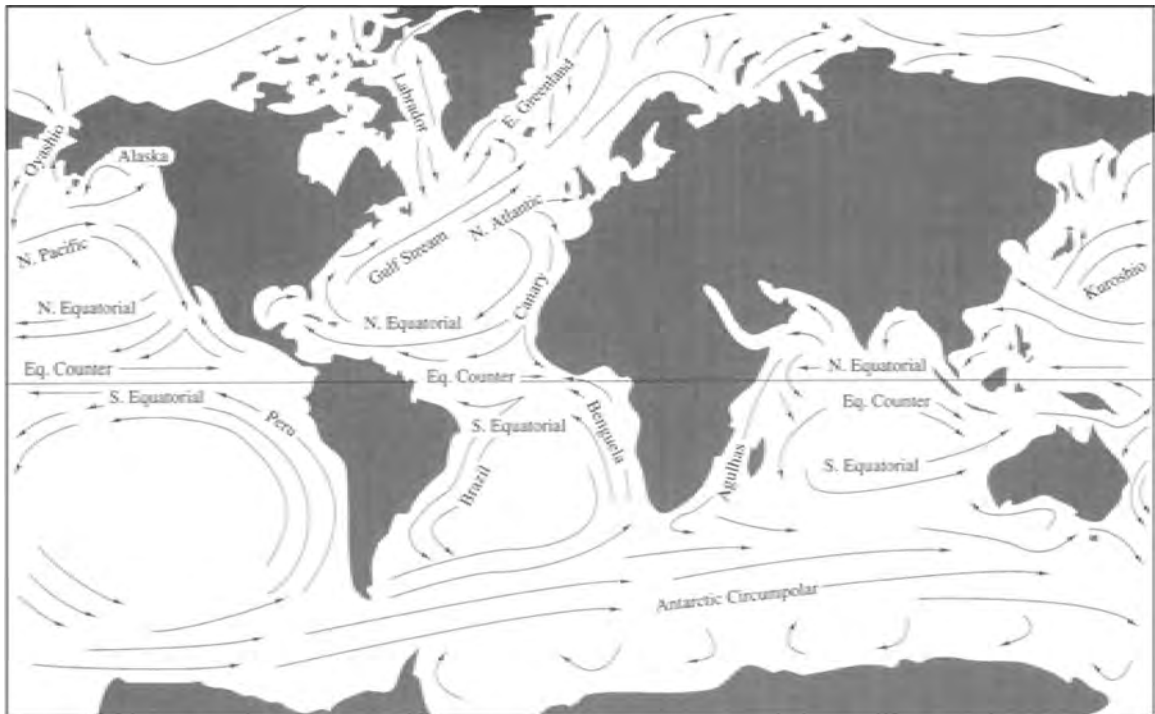 Labrador
E. Greenland
Oyashio
Alaska
N. Pacific
Gulf Stream
N. Atlantic
Kuroshio
N. Equatorial
N. Equatorial
Canary
Eq. Counter
Eq. Counter
N. Equatorial
S. Equatorial
Peru
S. Equatorial
Benguela
Eq. Counter
Brazil
Agulhas
S. Equatorial
Antarctic Circumpolar